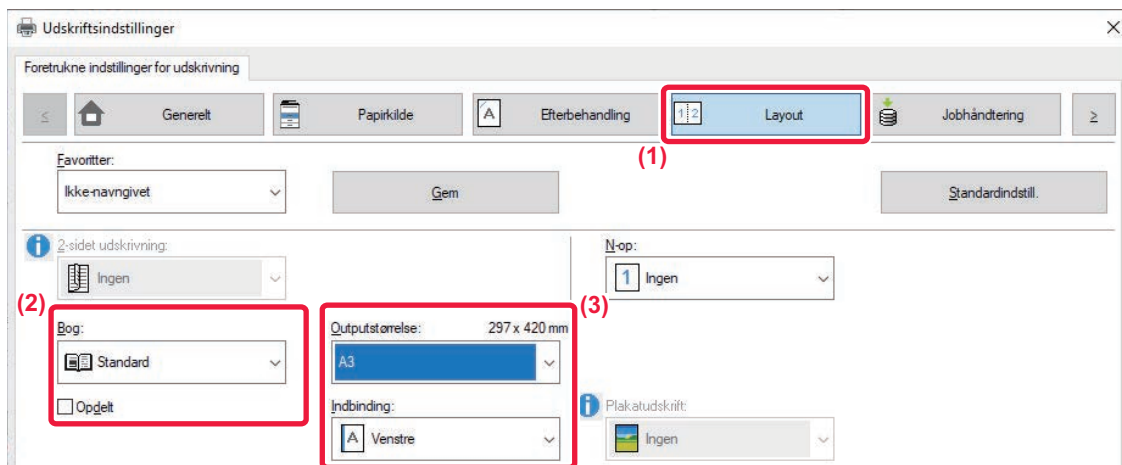 Udskriftsindstillinger
Foretrukne indstillinger for udskrivning
< Generelt Papirkilde Efterbehandling Layout Jobhåndtering >
(1)
Favoritter:
Ikke-navngivet Gem Standardindstill.
2-sidet udskrivning: N-op:
Ingen 1 Ingen
(2) (3)
Bog: Outputstørrelse: 297 x 420 mm
Standard A3
Opdelt Indbinding: Plakatudskrift:
A Venstre Ingen